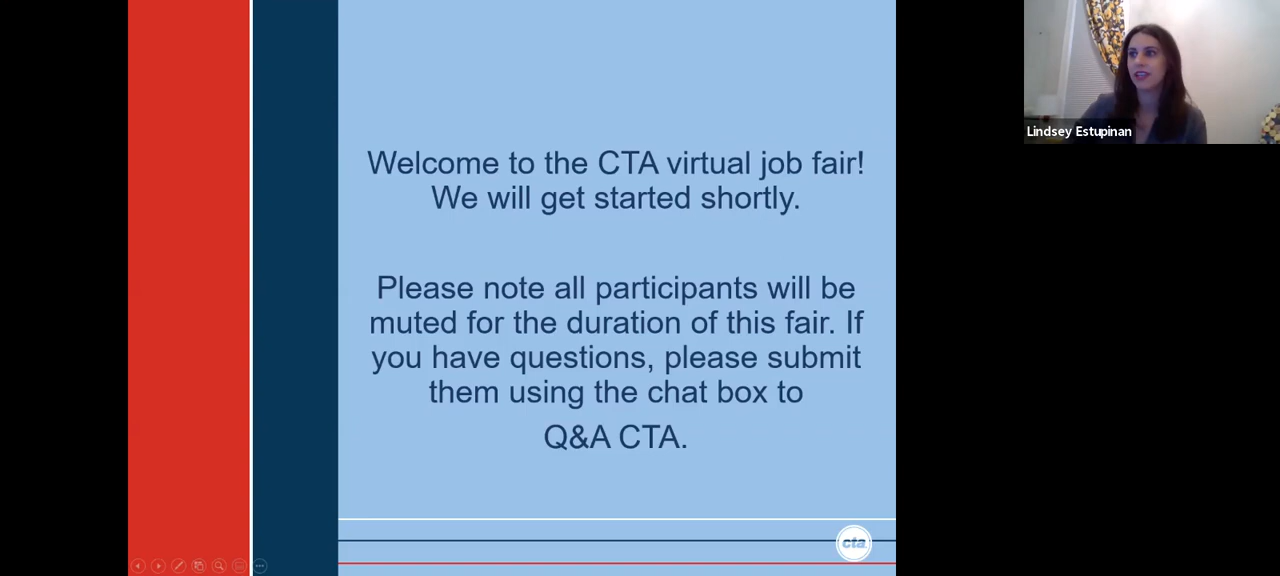 Welcome to the CTA virtual job fair!
We will get started shortly.
Please note all participants will be
muted for the duration of this fair. If
you have questions, please submit
them using the chat box to
Q&A CTA.
cta
Lindsey Estupinan